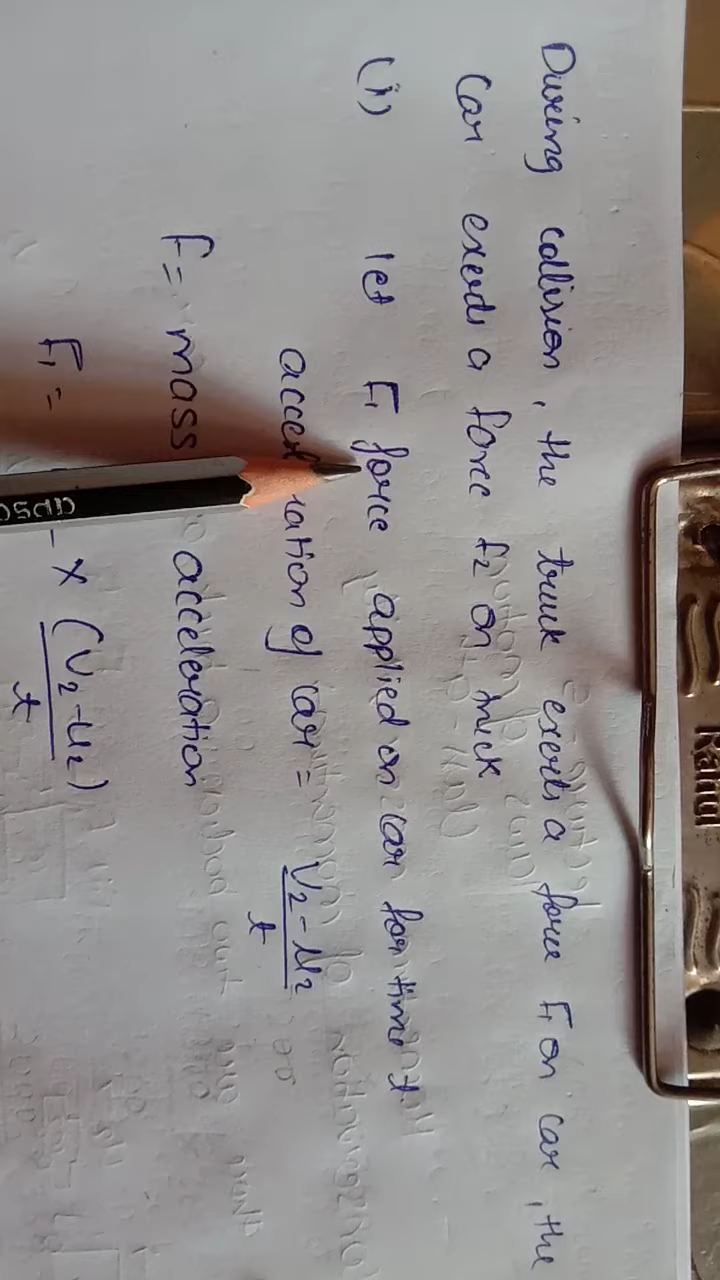 During collision, the truck exerts a force F1 on car, the
car exerts a force f2 on truck
(i) let F1 force applied on car for time t
acceleration of car = V2 - u2 / t
F = mass acceleration
F1 = x (V2 - u2) / t